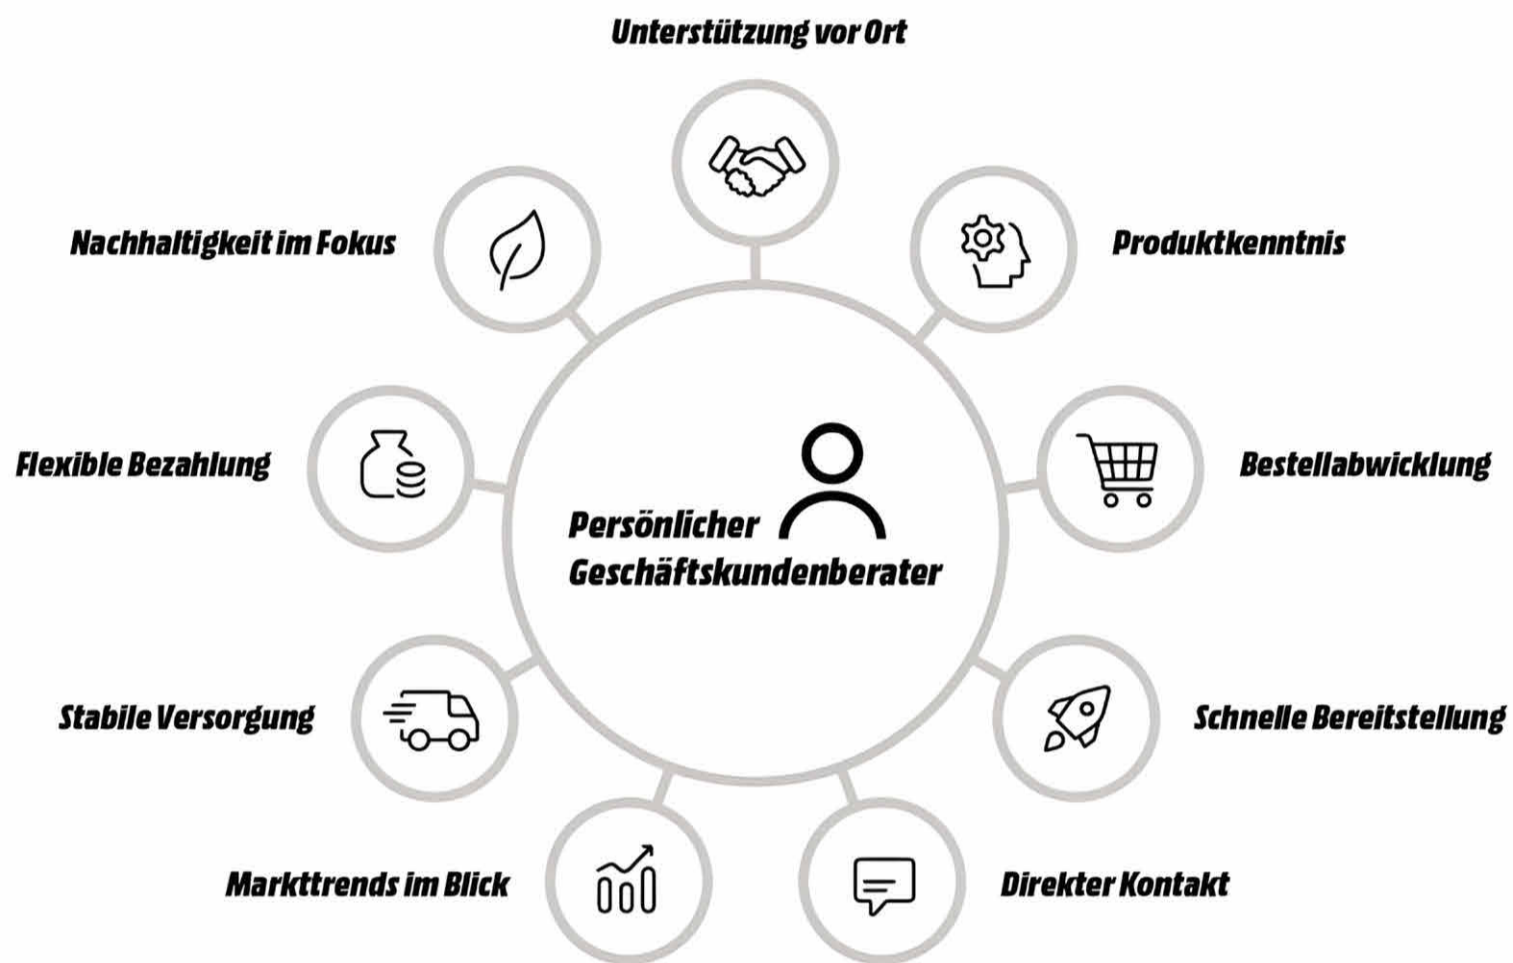 Unterstützung vor Ort
Nachhaltigkeit im Fokus
Produktkenntnis
Flexible Bezahlung
Bestellabwicklung
Persönlicher
Geschäftskundenberater
Stabile Versorgung
Schnelle Bereitstellung
Markttrends im Blick
Direkter Kontakt